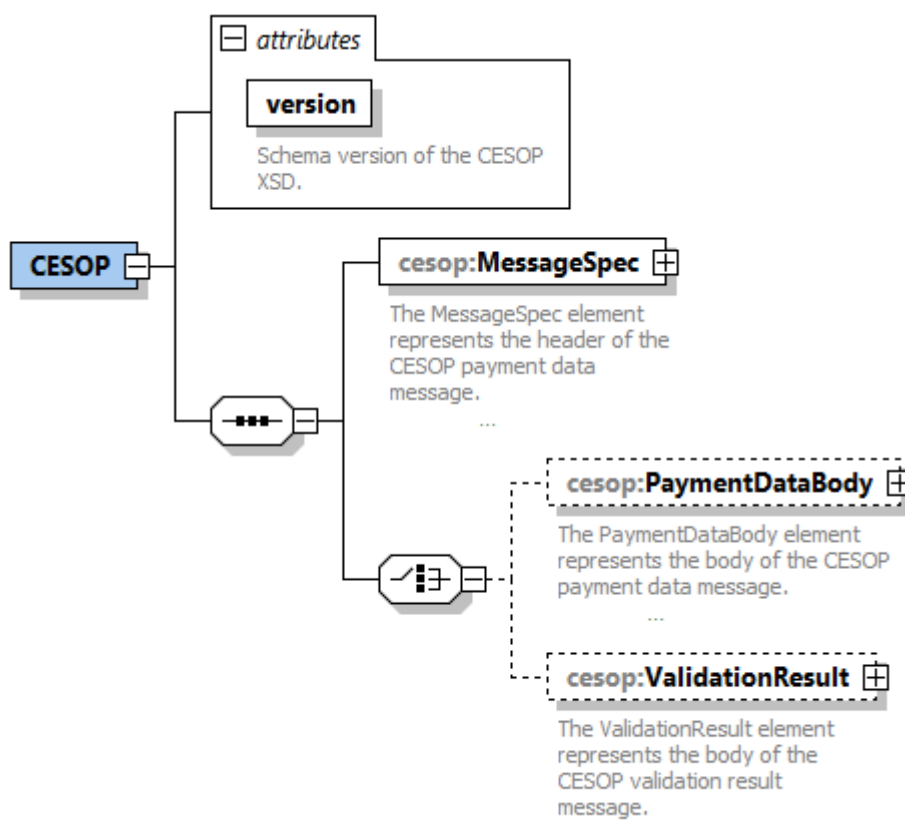 attributes
version
Schema version of the CESOP
XSD.
CESOP
cesop:MessageSpec
The MessageSpec element
represents the header of the
CESOP payment data
message.
...
cesop:PaymentDataBody
The PaymentDataBody element
represents the body of the CESOP
payment data message.
...
cesop:ValidationResult
The ValidationResult element
represents the body of the
CESOP validation result
message.